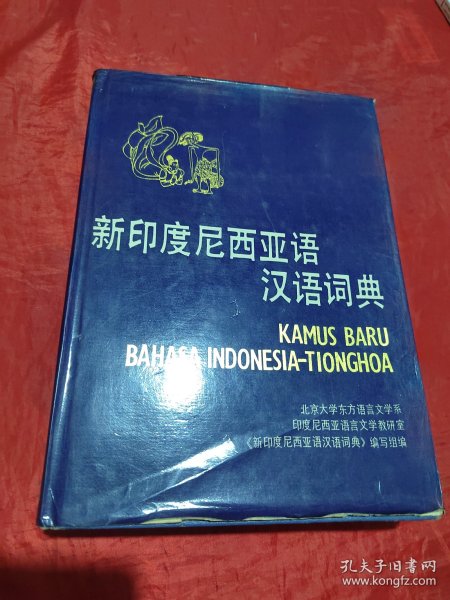 新印度尼西亚语
汉语词典
KAMUS BARU
BAHASA INDONESIA-TIONGHOA
北京大学东方语言文学系
印度尼西亚语言文学教研室
《新印度尼西亚语汉语词典》编写组编
孔夫子旧书网
www.kongfz.com